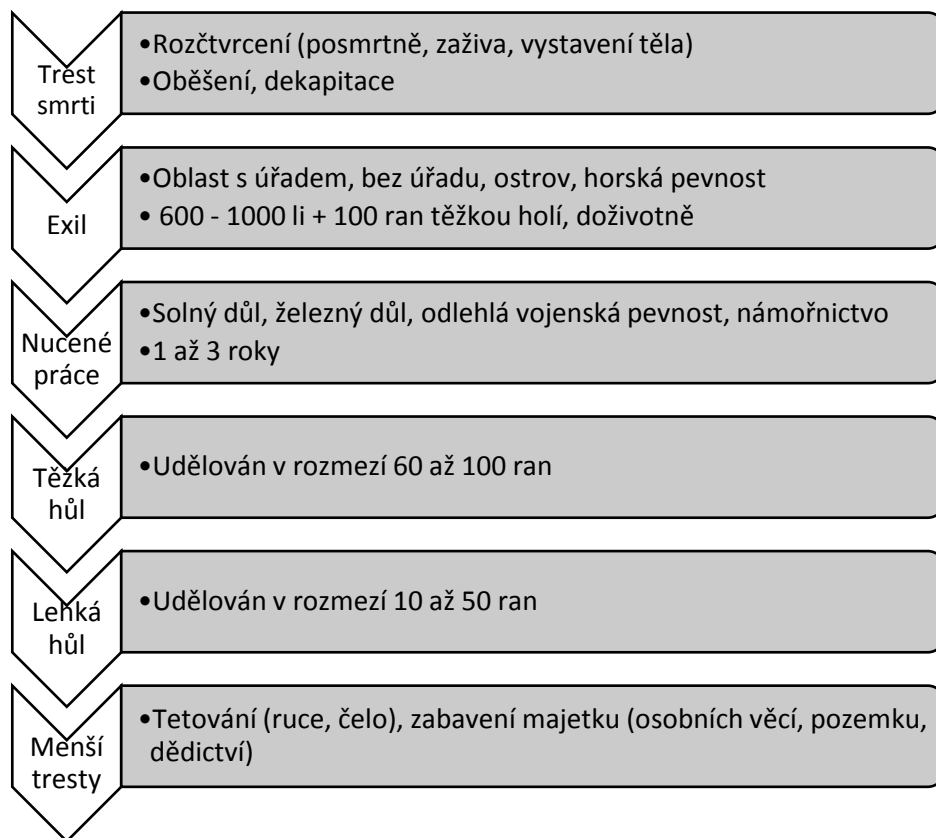 Trest
smrti
•Rozčtvrcení (posmrtně, zaživa, vystavení těla)
•Oběšení, dekapitace
Exil
•Oblast s úřadem, bez úřadu, ostrov, horská pevnost
• 600 - 1000 li + 100 ran těžkou holí, doživotně
Nucené
práce
•Solný důl, železný důl, odlehlá vojenská pevnost, námořnictvo
•1 až 3 roky
Těžká
hůl
•Udělován v rozmezí 60 až 100 ran
Lehká
hůl
•Udělován v rozmezí 10 až 50 ran
Menší
tresty
•Tetování (ruce, čelo), zabavení majetku (osobních věcí, pozemku,
dědictví)